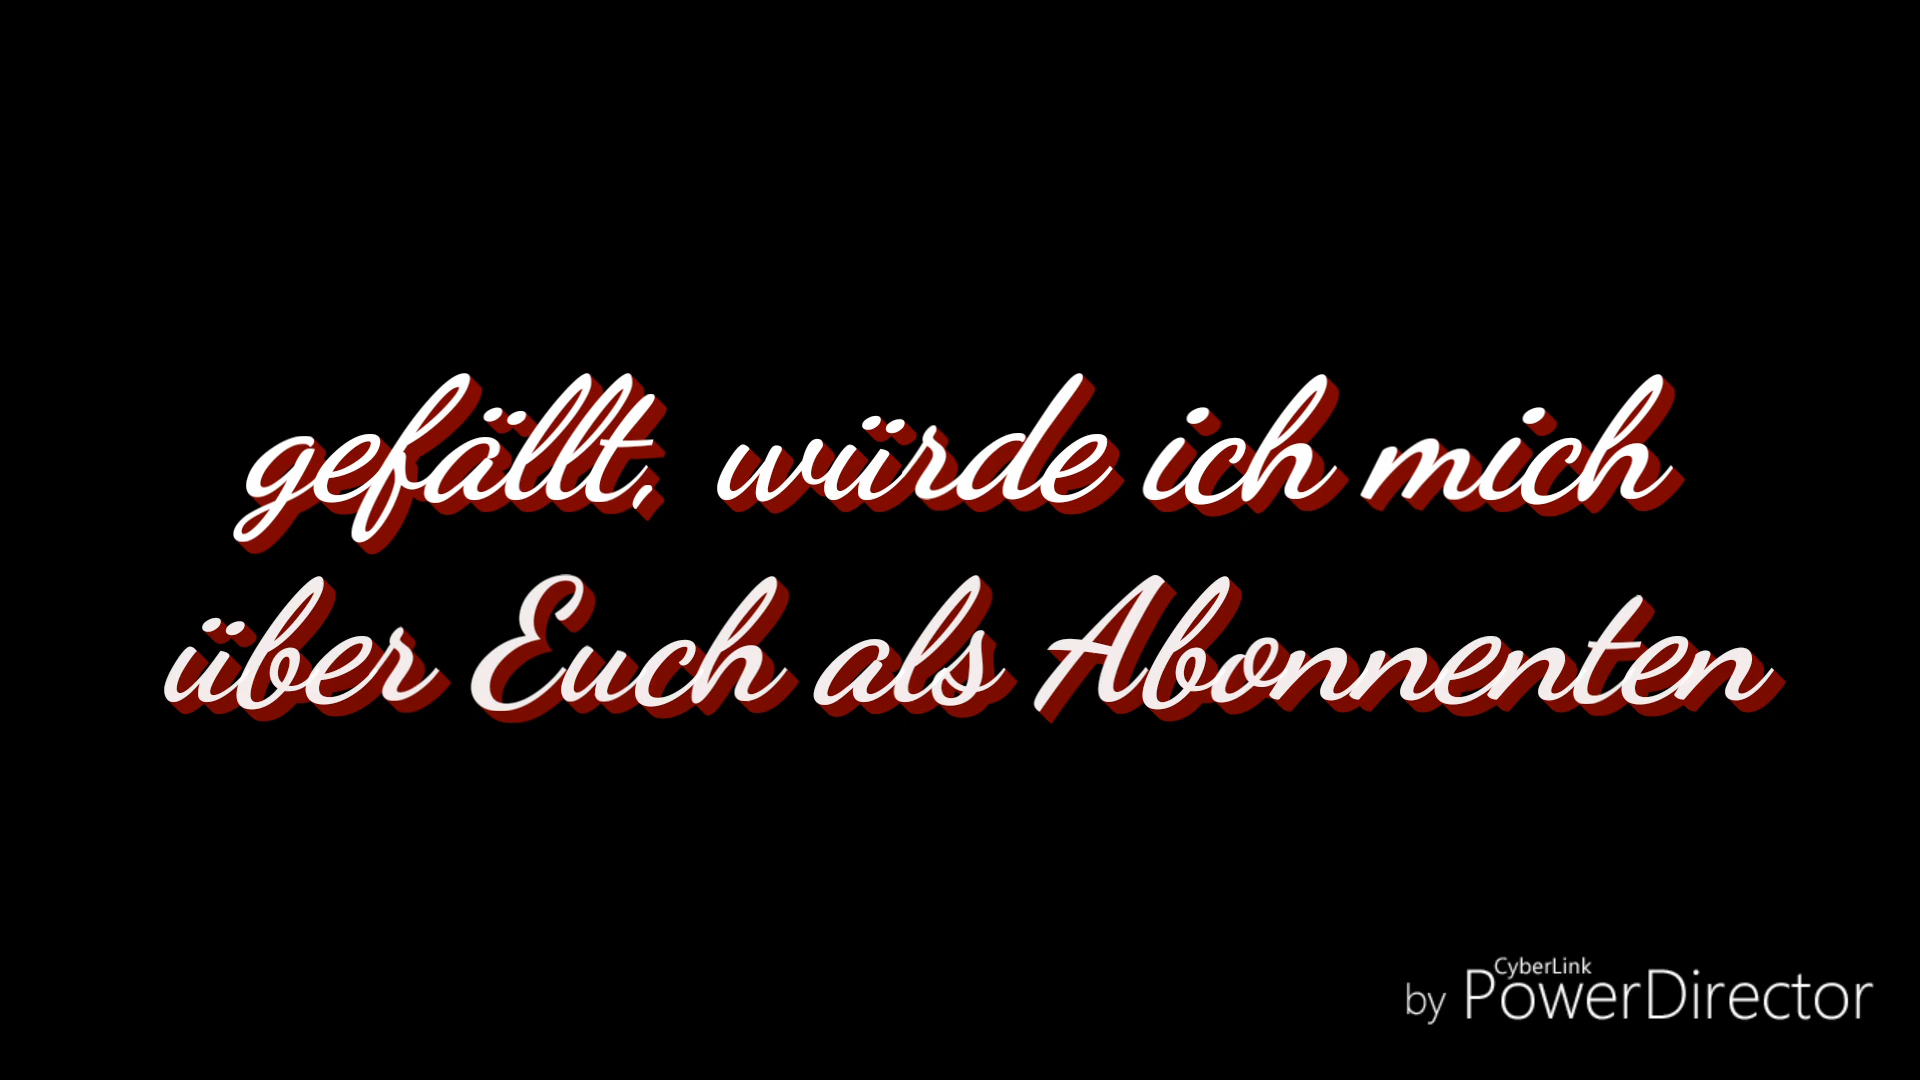 gefällt, würde ich mich
über Euch als Abonnenten
by CyberLink PowerDirector